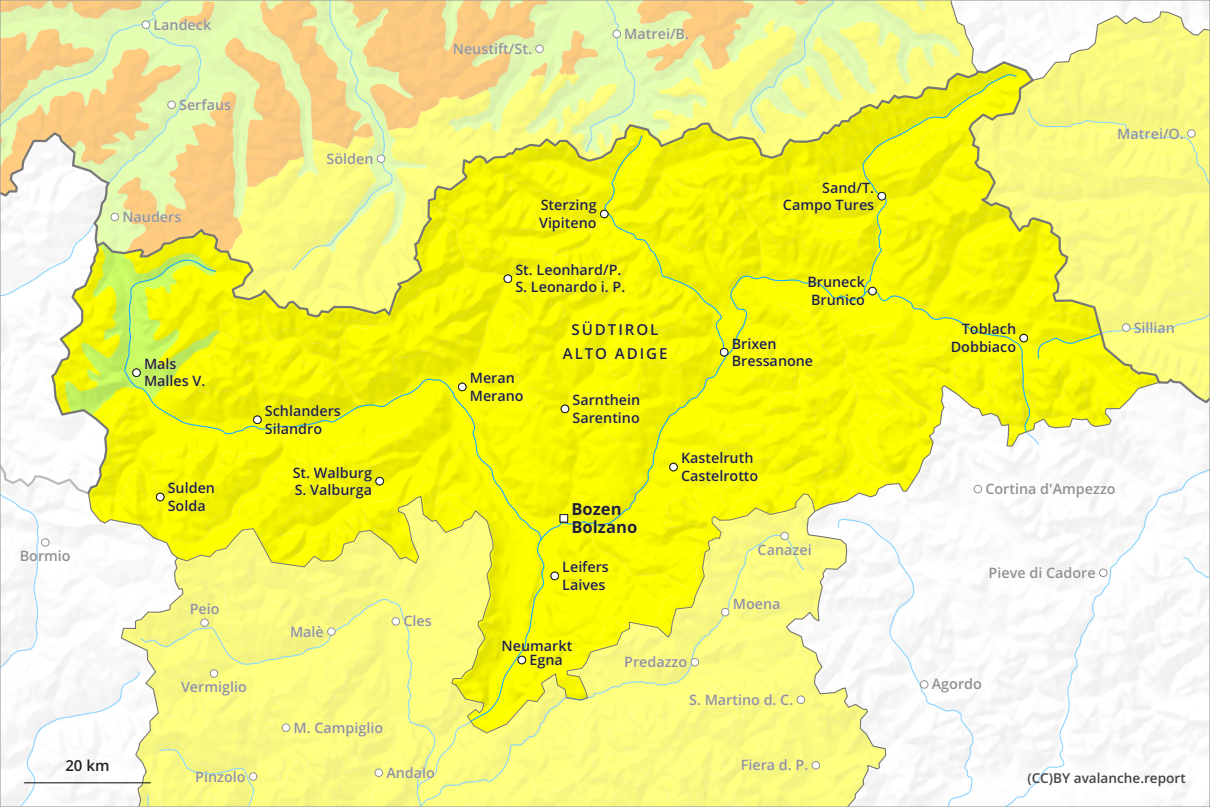 Landeck
Matrei/B.
Neustift/St.
Serfaus
Matrei/O.
Sölden
Sand/T.
Campo Tures
Sterzing
Vipiteno
Nauders
St. Leonhard/P.
S. Leonardo i. P.
Bruneck
Brunico
SÜDTIROL
ALTO ADIGE
Toblach
Dobbiaco
Sillian
Brixen
Bressanone
Mals
Malles V.
Meran
Merano
Sarnthein
Sarentino
Schlanders
Silandro
Kastelruth
Castelrotto
St. Walburg
S. Valburga
Sulden
Solda
Cortina d'Ampezzo
Bozen
Bolzano
Bormio
Canazei
Leifers
Laives
Pieve di Cadore
Peio
Moena
Malè
Cles
Neumarkt
Egna
Predazzo
Vermiglio
Agordo
S. Martino d. C.
M. Campiglio
20 km
Pinzolo
Andalo
Fiera d. P.
(CC)BY avalanche.report